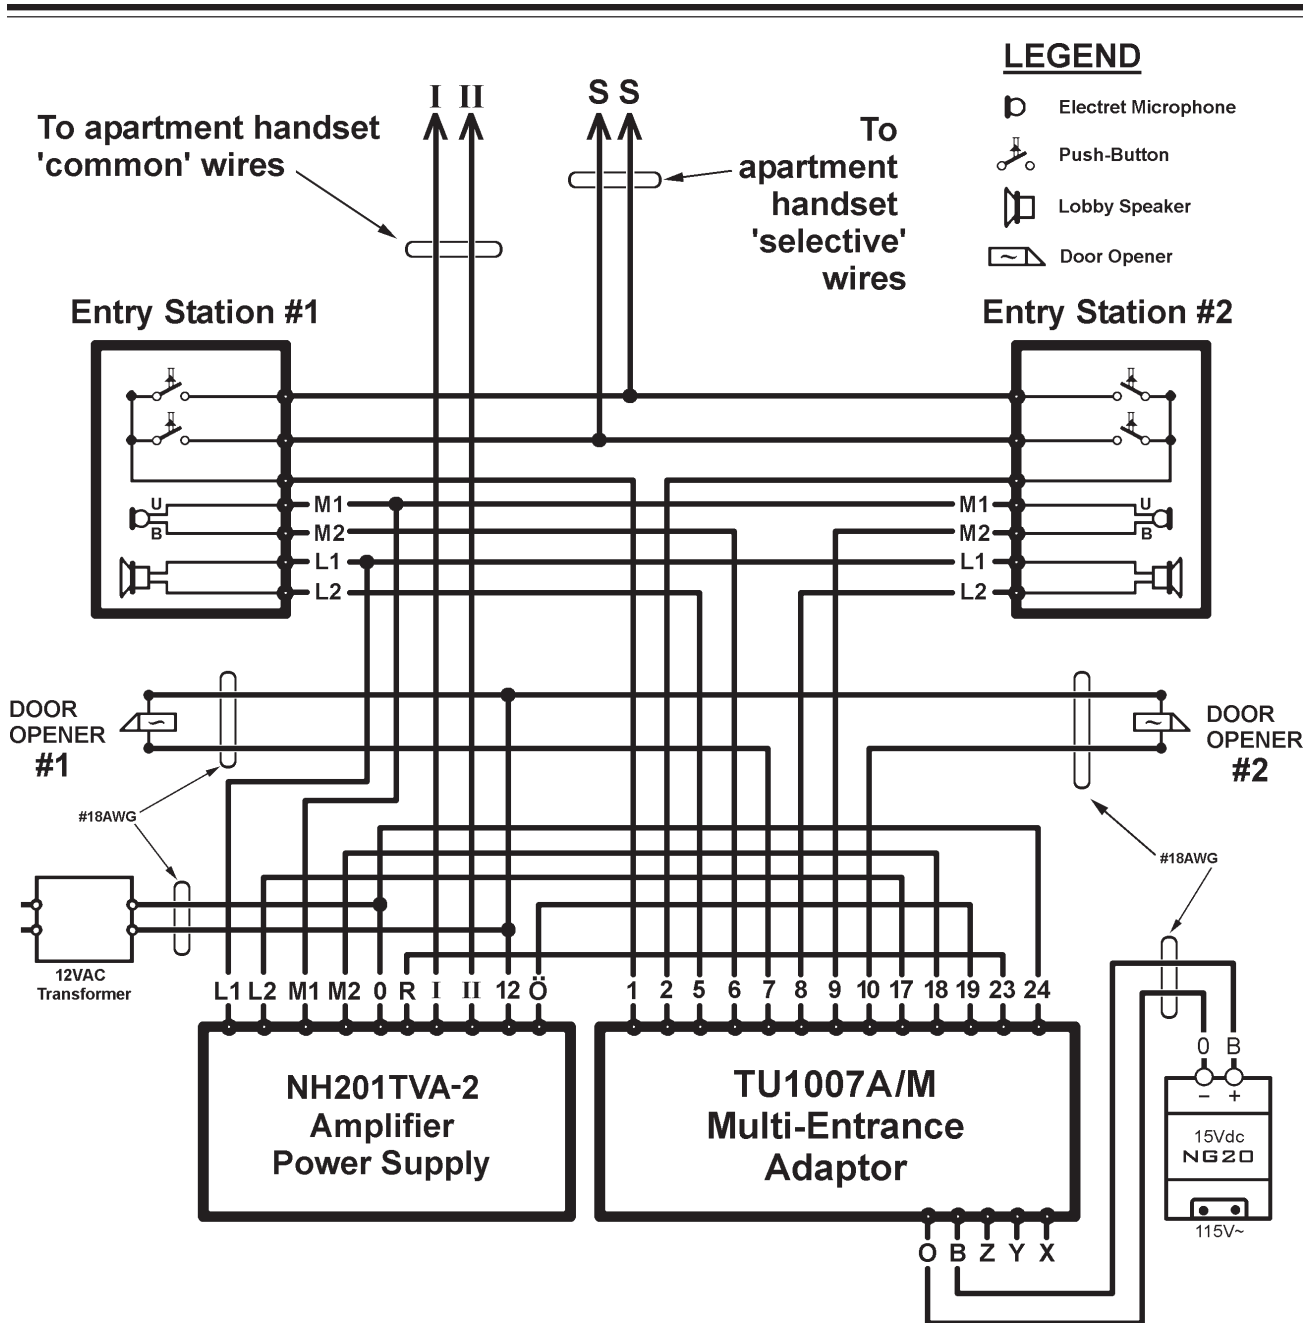 LEGEND
Electret Microphone
Push-Button
Lobby Speaker
~
Door Opener
I II
S S
To apartment handset
'common' wires
To
apartment
handset
'selective'
wires
Entry Station #1
Entry Station #2
U
B
M1
M2
L1
L2
M1
M2
L1
L2
U
B
DOOR
OPENER
#1
~
~
DOOR
OPENER
#2
#18AWG
#18AWG
12VAC
Transformer
L1 L2 M1 M2 0 R I II 12 Ö
1 2 5 6 7 8 9 10 17 18 19 23 24
NH201TVA-2
Amplifier
Power Supply
TU1007A/M
Multi-Entrance
Adaptor
O B Z Y X
0 B
– +
15Vdc
NG20
115V~